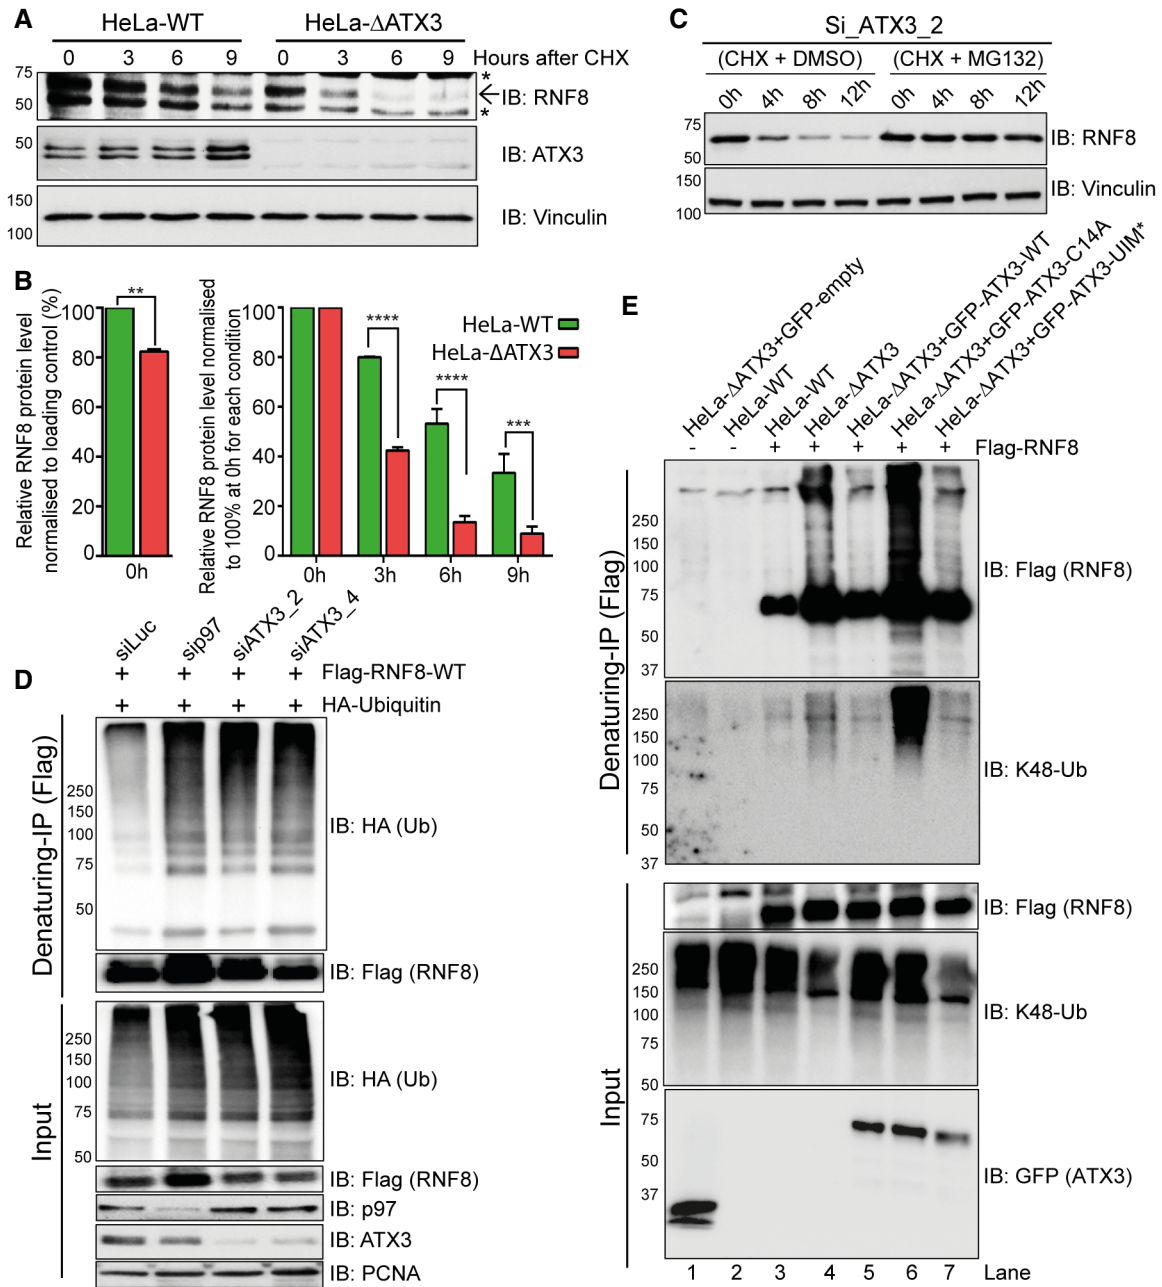 A
HeLa-WT
HeLa-ΔATX3
0 3 6 9 0 3 6 9 Hours after CHX
75
50
*
IB: RNF8
*
50
IB: ATX3
150
100
IB: Vinculin
B
Relative RNF8 protein level
normalised to loading control (%)
100
80
60
40
20
0
**
0h
Relative RNF8 protein level normalised
to 100% at 0h for each condition
100
80
60
40
20
0
****
****
***
HeLa-WT
HeLa-ΔATX3
0h 3h 6h 9h
C
Si_ATX3_2
(CHX + DMSO) (CHX + MG132)
0h 4h 8h 12h 0h 4h 8h 12h
75
50
IB: RNF8
150
100
IB: Vinculin
D
siLuc sip97 siATX3_2 siATX3_4
+ + + + Flag-RNF8-WT
+ + + + HA-Ubiquitin
Denaturing-IP (Flag)
250
150
100
75
50
IB: HA (Ub)
IB: Flag (RNF8)
Input
250
150
100
75
50
IB: HA (Ub)
IB: Flag (RNF8)
IB: p97
IB: ATX3
IB: PCNA
E
HeLa-ΔATX3+GFP-empty
HeLa-WT
HeLa-WT
HeLa-ΔATX3
HeLa-ΔATX3+GFP-ATX3-WT
HeLa-ΔATX3+GFP-ATX3-C14A
HeLa-ΔATX3+GFP-ATX3-UIM*
- - + + + + + Flag-RNF8
Denaturing-IP (Flag)
250
150
100
75
50
37
IB: Flag (RNF8)
250
150
100
75
50
37
IB: K48-Ub
Input
IB: Flag (RNF8)
250
150
100
75
50
IB: K48-Ub
75
50
37
IB: GFP (ATX3)
1 2 3 4 5 6 7 Lane